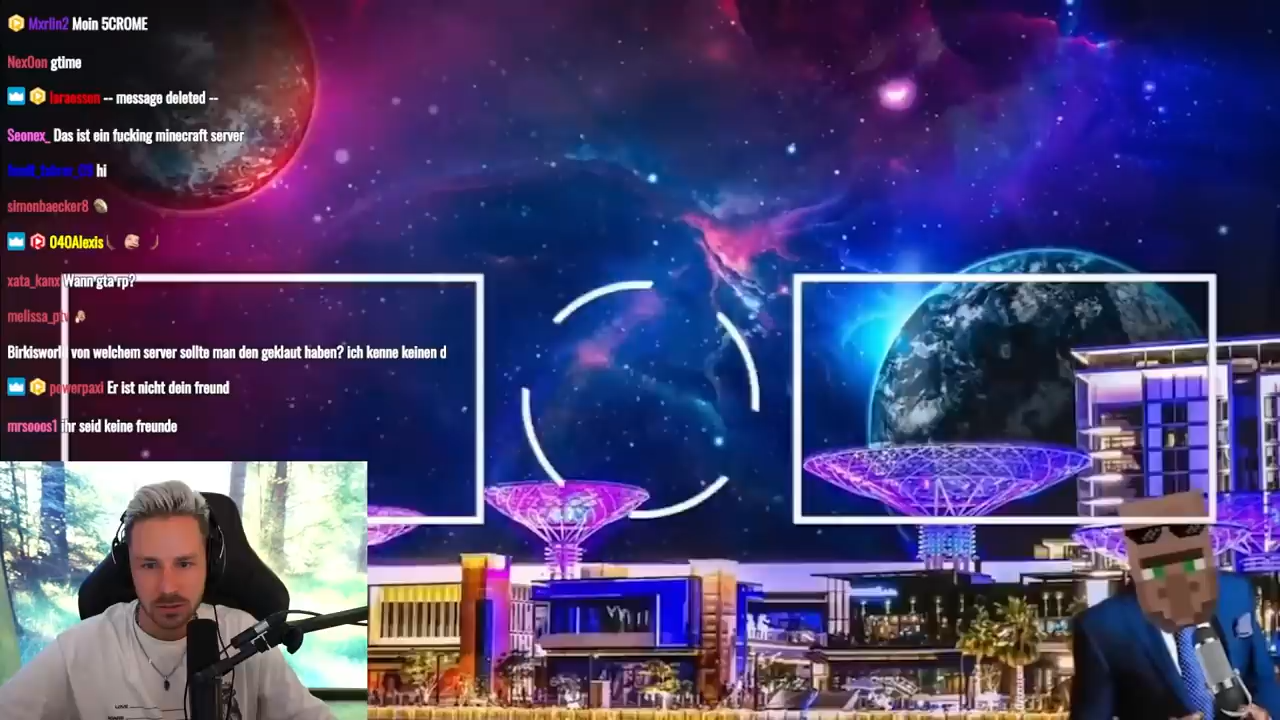 Mxrlin2 Moin 5CROME
NexOon gtime
laraesson -- message deleted --
Seonex_ Das ist ein fucking minecraft server
hi
simonbaecker8
040Alexis
xata_kanx Wann gta rp?
melissa_p
Birkisworl von welchem server sollte man den geklaut haben? ich kenne keinen d
powerpaxi Er ist nicht dein freund
mrsooos1 ihr seid keine freunde